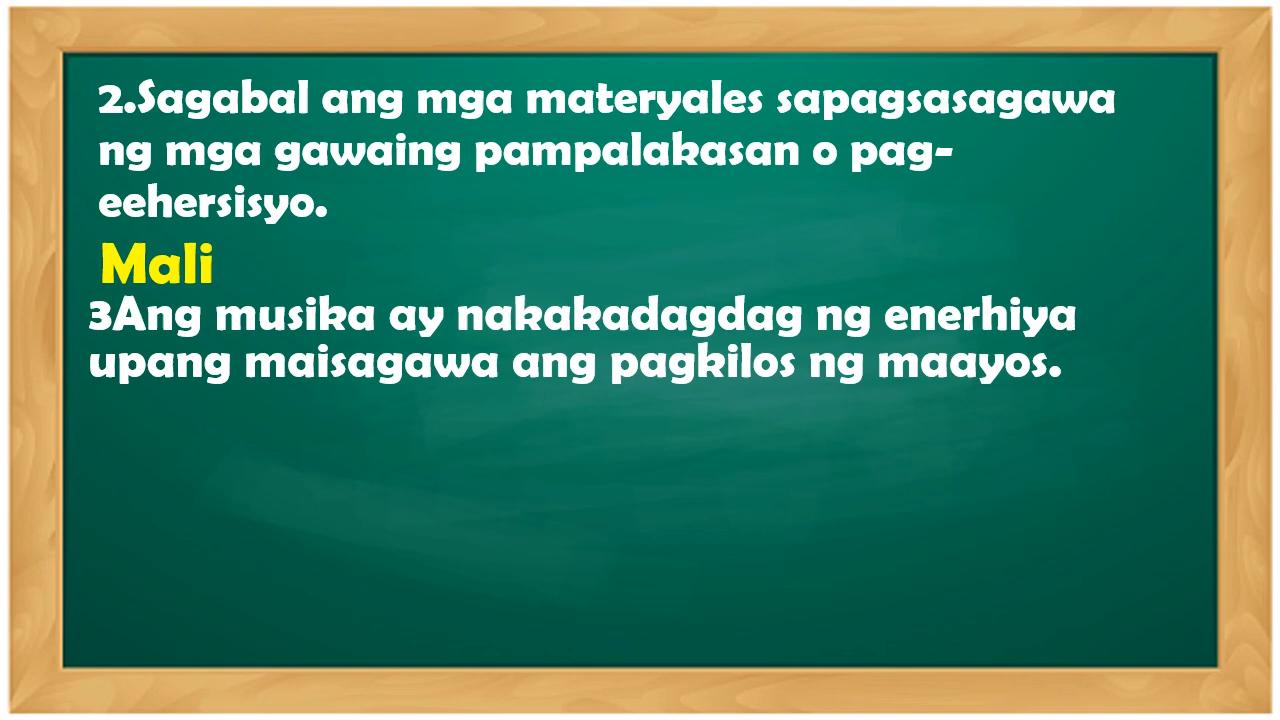 2.Sagabal ang mga materyales sapagsasagawa
ng mga gawaing pampalakasan o pag-
eehersisyo.
Mali
3Ang musika ay nakakadagdag ng enerhiya
upang maisagawa ang pagkilos ng maayos.